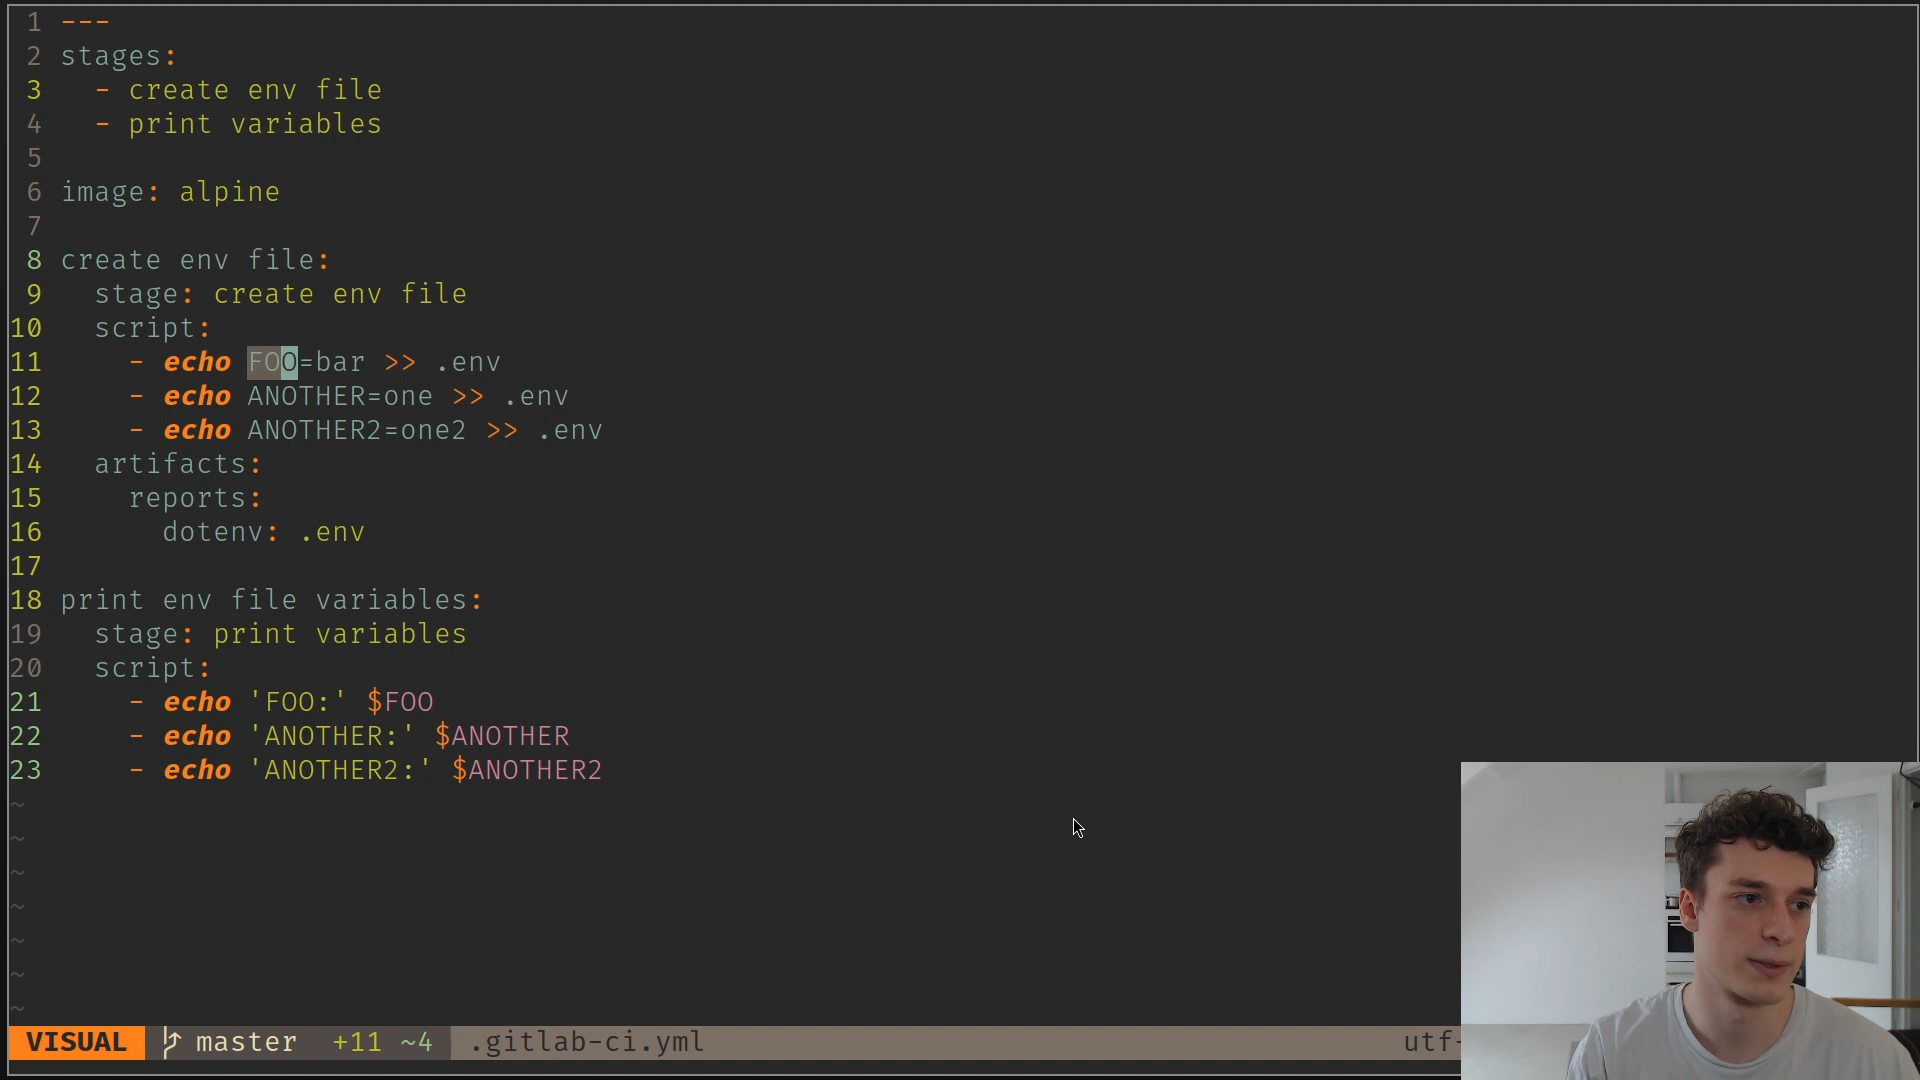 1 ---
2 stages:
3 - create env file
4 - print variables
5
6 image: alpine
7
8 create env file:
9 stage: create env file
10 script:
11 - echo FOO=bar >> .env
12 - echo ANOTHER=one >> .env
13 - echo ANOTHER2=one2 >> .env
14 artifacts:
15 reports:
16 dotenv: .env
17
18 print env file variables:
19 stage: print variables
20 script:
21 - echo 'FOO:' $FOO
22 - echo 'ANOTHER:' $ANOTHER
23 - echo 'ANOTHER2:' $ANOTHER2
~
~
~
~
~
~
~
VISUAL master +11 ~4 .gitlab-ci.yml utf-